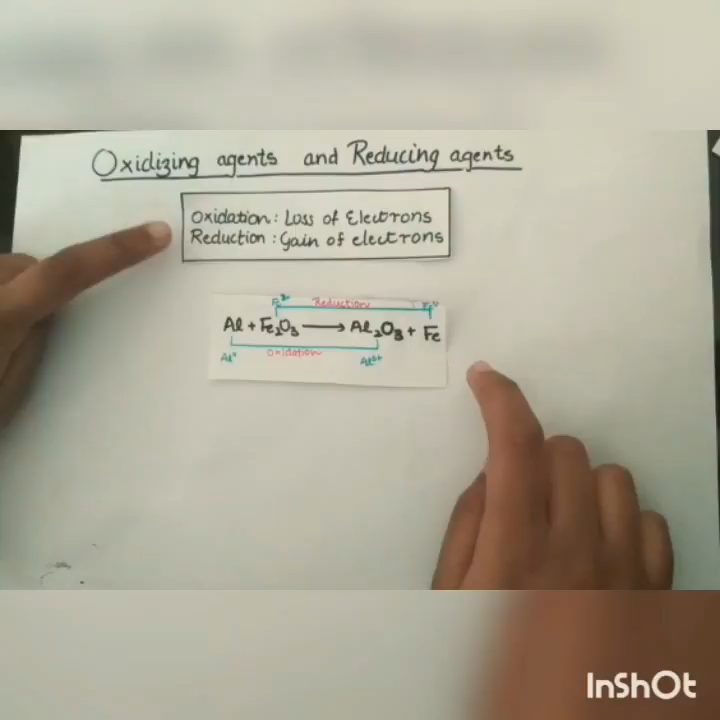 Oxidizing agents and Reducing agents
Oxidation: Loss of Electrons
Reduction: Gain of electrons
Reduction
Al + Fe₂O₃ ⟶ Al₂O₃ + Fe
Oxidation
InShOt